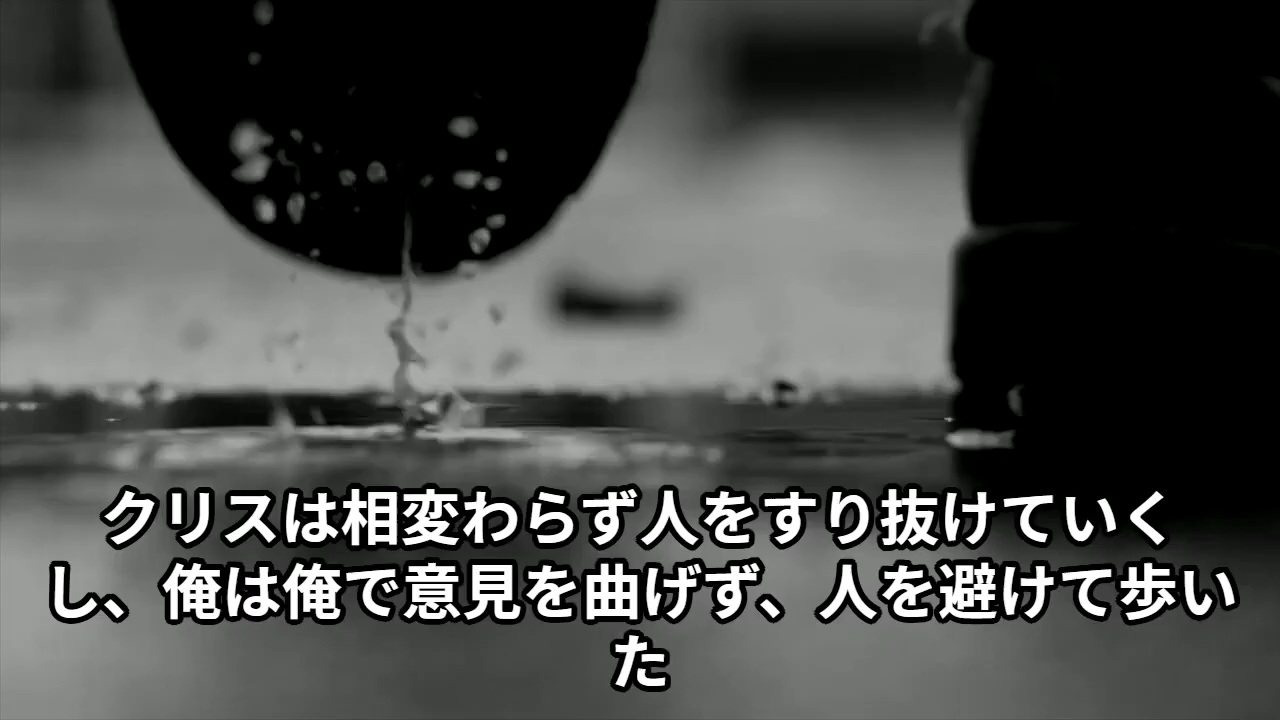 クリスは相変わらず人をすり抜けていく
し、俺は俺で意見を曲げず、人を避けて歩い
た